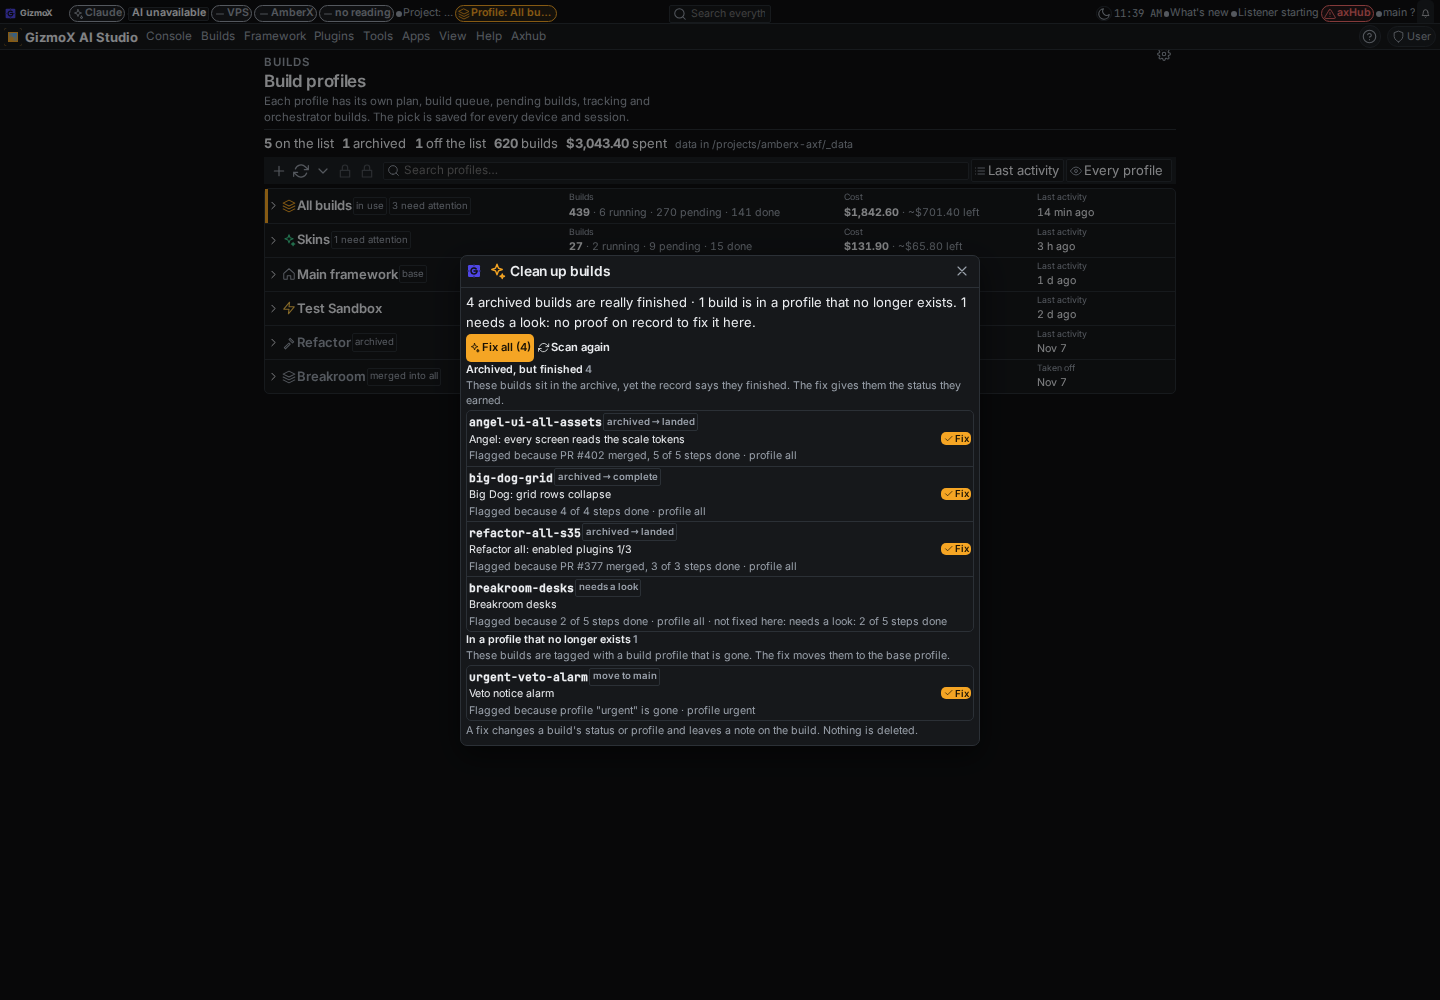 GizmoX Claude AI unavailable VPS AmberX no reading Project: ... Profile: All bu... Search everyth 11:39 AM What's new Listener starting axHub main ?
GizmoX AI Studio Console Builds Framework Plugins Tools Apps View Help Axhub User
BUILDS
Build profiles
Each profile has its own plan, build queue, pending builds, tracking and
orchestrator builds. The pick is saved for every device and session.
5 on the list 1 archived 1 off the list 620 builds $3,043.40 spent data in /projects/amberx-axf/_data
Search profiles... Last activity Every profile
Builds Cost Last activity
All builds in use 3 need attention 439 · 6 running · 270 pending · 141 done $1,842.60 · ~$701.40 left 14 min ago
Builds Cost Last activity
Skins 1 need attention 27 · 2 running · 9 pending · 15 done $131.90 · ~$65.80 left 3 h ago
Last activity
Main framework base 1 d ago
Last activity
Test Sandbox 2 d ago
Last activity
Refactor archived Nov 7
Taken off
Breakroom merged into all Nov 7
Clean up builds
4 archived builds are really finished · 1 build is in a profile that no longer exists. 1
needs a look: no proof on record to fix it here.
Fix all (4) Scan again
Archived, but finished 4
These builds sit in the archive, yet the record says they finished. The fix gives them the status they
earned.
angel-ui-all-assets archived → landed
Angel: every screen reads the scale tokens Fix
Flagged because PR #402 merged, 5 of 5 steps done · profile all
big-dog-grid archived → complete
Big Dog: grid rows collapse Fix
Flagged because 4 of 4 steps done · profile all
refactor-all-s35 archived → landed
Refactor all: enabled plugins 1/3 Fix
Flagged because PR #377 merged, 3 of 3 steps done · profile all
breakroom-desks needs a look
Breakroom desks
Flagged because 2 of 5 steps done · profile all · not fixed here: needs a look: 2 of 5 steps done
In a profile that no longer exists 1
These builds are tagged with a build profile that is gone. The fix moves them to the base profile.
urgent-veto-alarm move to main
Veto notice alarm Fix
Flagged because profile "urgent" is gone · profile urgent
A fix changes a build's status or profile and leaves a note on the build. Nothing is deleted.